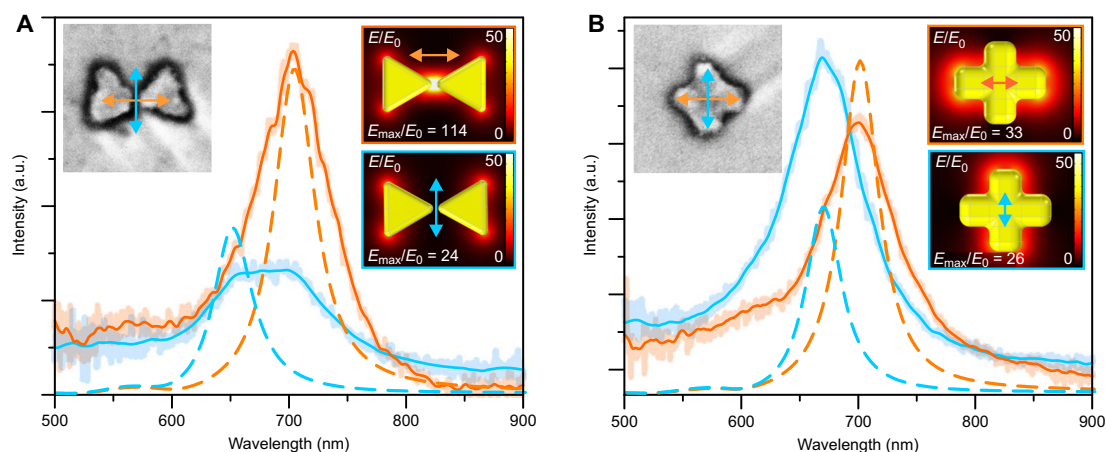 A
E/E0
50
Emax/E0 = 114
0
E/E0
50
Emax/E0 = 24
0
Intensity (a.u.)
500 600 700 800 900
Wavelength (nm)
B
E/E0
50
Emax/E0 = 33
0
E/E0
50
Emax/E0 = 26
0
Intensity (a.u.)
500 600 700 800 900
Wavelength (nm)